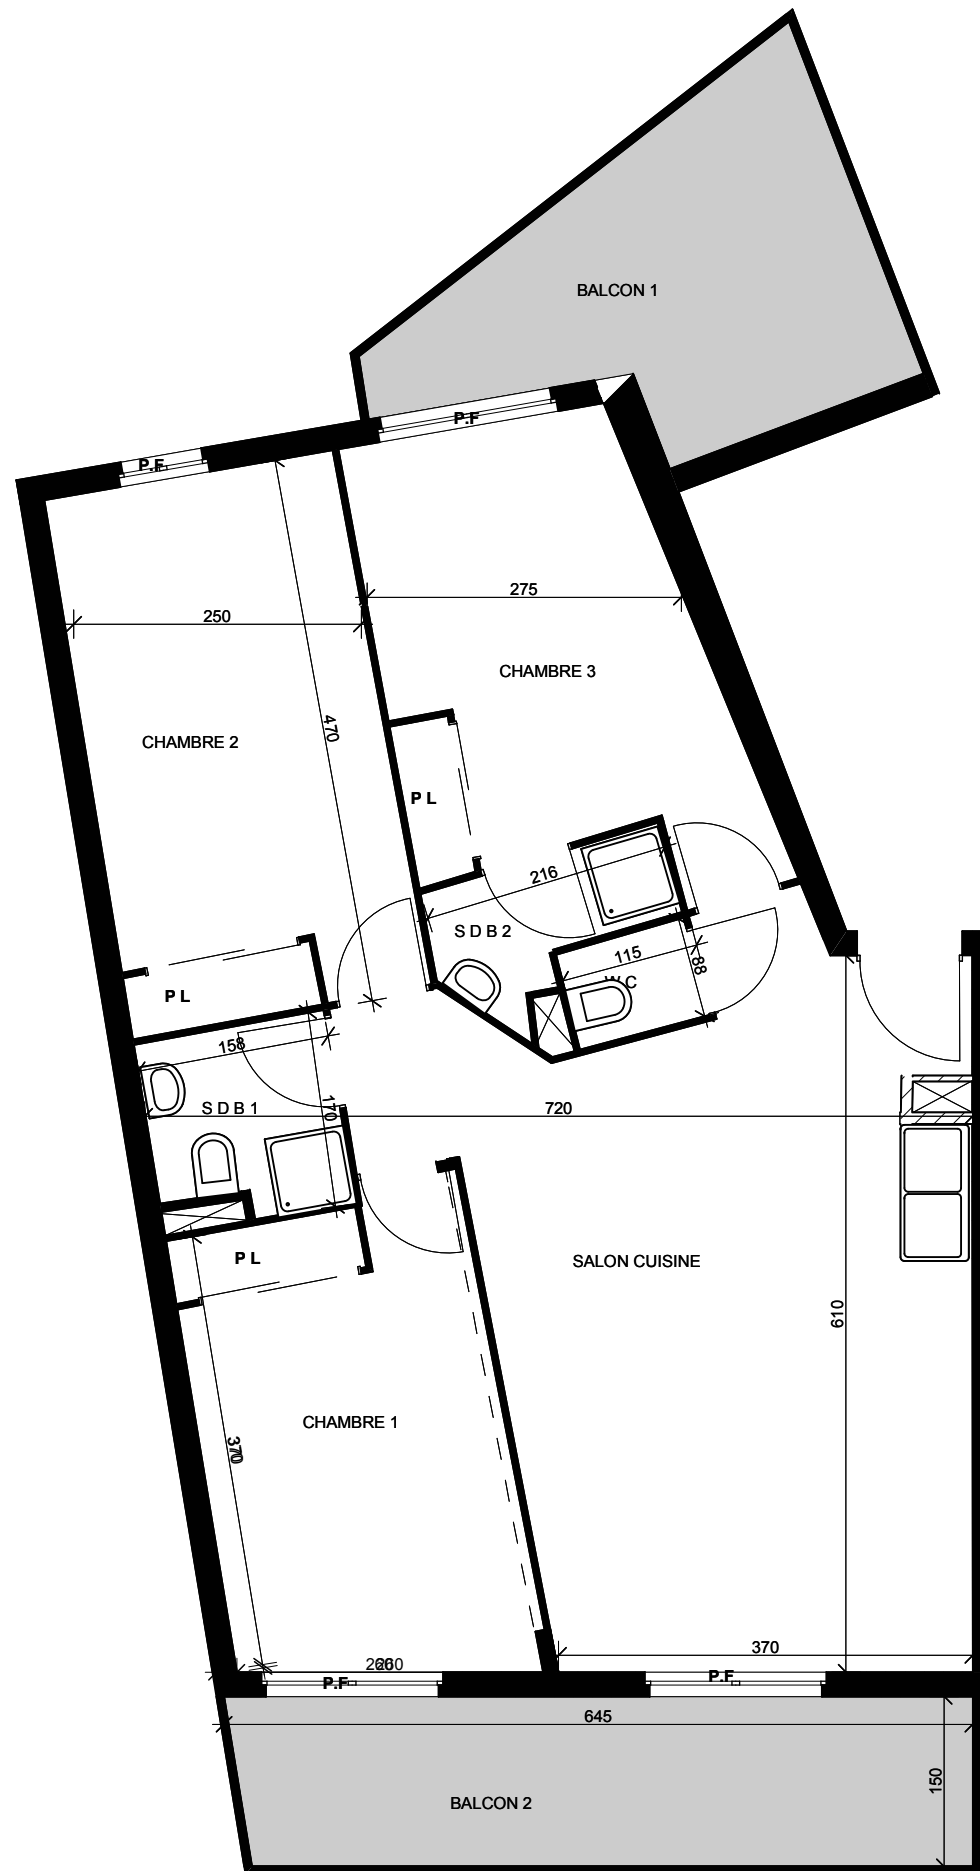 BALCON 1
P.F
P.F
275
250
CHAMBRE 3
470
CHAMBRE 2
P L
216
S D B 2
115
W C
88
P L
158
S D B 1
170
720
P L
SALON CUISINE
610
CHAMBRE 1
370
370
260
P.F
P.F
645
150
BALCON 2